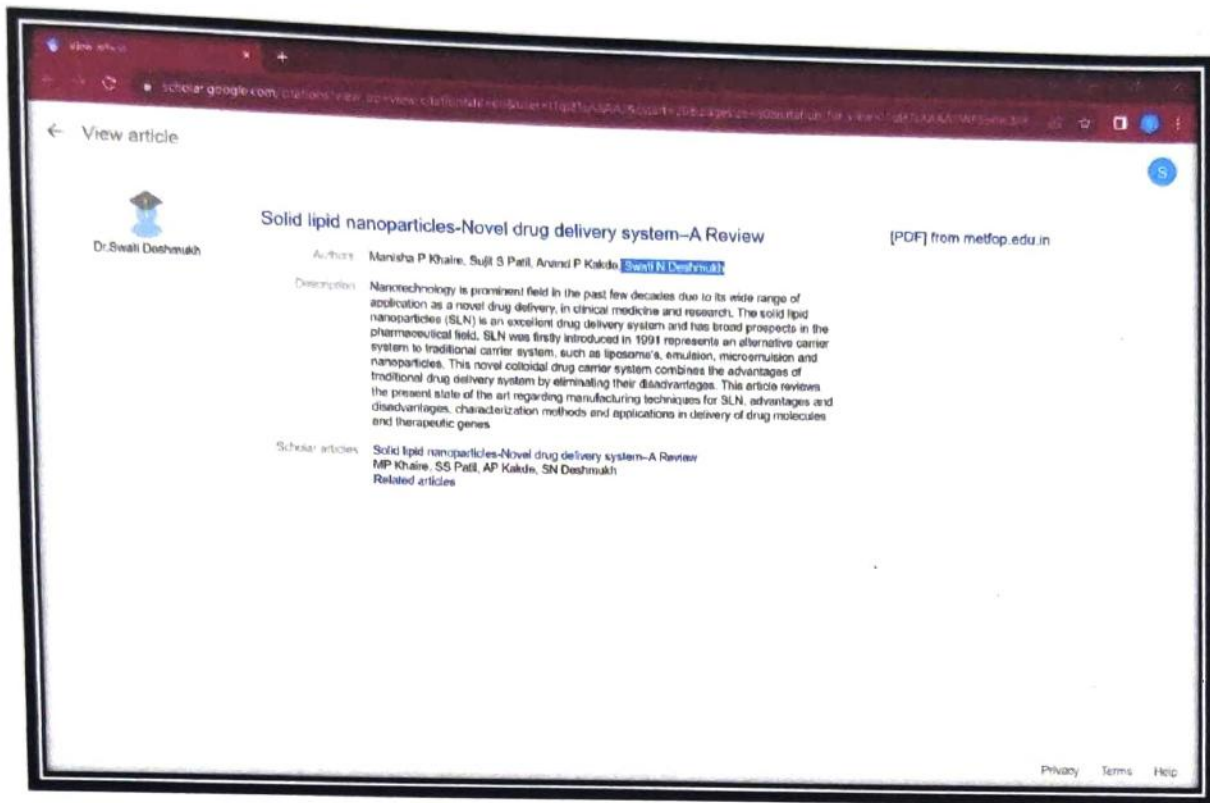 View article
scholar.google.com/citations?
View article
S
Dr.Swati Deshmukh
Solid lipid nanoparticles-Novel drug delivery system–A Review
[PDF] from metfop.edu.in
Authors Manisha P Khaire, Sujit S Patil, Anand P Kakde, Swati N Deshmukh
Description Nanotechnology is prominent field in the past few decades due to its wide range of
application as a novel drug delivery, in clinical medicine and research. The solid lipid
nanoparticles (SLN) is an excellent drug delivery system and has broad prospects in the
pharmaceutical field. SLN was firstly introduced in 1991 represents an alternative carrier
system to traditional carrier system, such as liposome's, emulsion, microemulsion and
nanoparticles. This novel colloidal drug carrier system combines the advantages of
traditional drug delivery system by eliminating their disadvantages. This article reviews
the present state of the art regarding manufacturing techniques for SLN, advantages and
disadvantages, characterization methods and applications in delivery of drug molecules
and therapeutic genes
Scholar articles Solid lipid nanoparticles-Novel drug delivery system–A Review
MP Khaire, SS Patil, AP Kakde, SN Deshmukh
Related articles
Privacy Terms Help